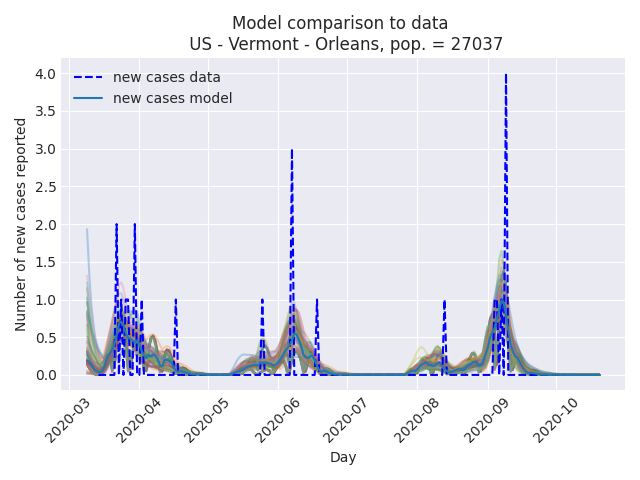 Model comparison to data
US - Vermont - Orleans, pop. = 27037
new cases data
new cases model
Number of new cases reported
4.0
3.5
3.0
2.5
2.0
1.5
1.0
0.5
0.0
2020-03
2020-04
2020-05
2020-06
2020-07
2020-08
2020-09
2020-10
Day